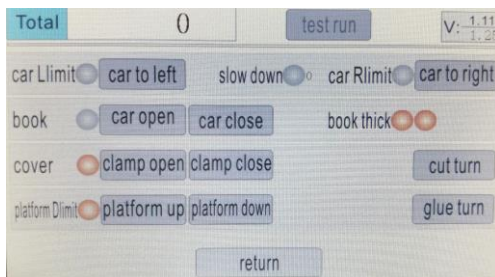 Total 0 test run V: 1.11
1.25
car Llimit car to left slow down car Rlimit car to right
book car open car close book thick
cover clamp open clamp close cut turn
platform Dlimit platform up platform down glue turn
return